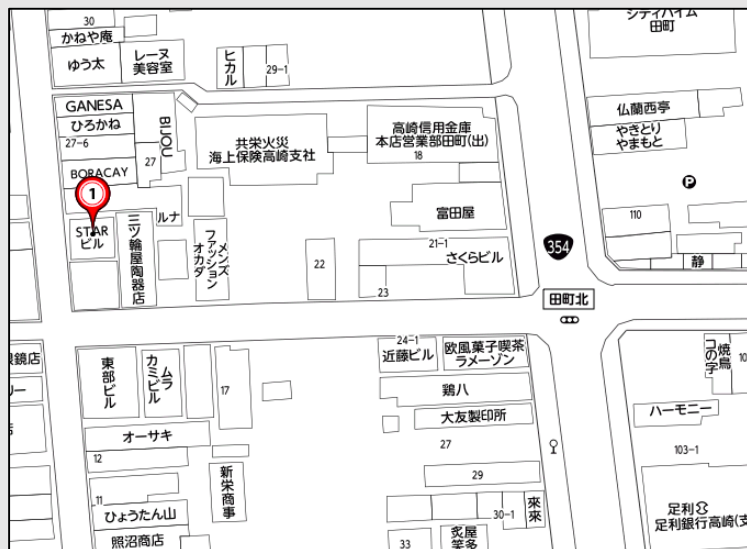 30
かねや庵
ゆう太
レーヌ
美容室
ヒカル
29-1
シティハイム
田町
GANESA
ひろかね
27-6
BIJOU
27
BORACAY
1
STAR
ビル
三ツ輪屋陶器店
ルナ
メンズ
ファッション
オカダ
共栄火災
海上保険高崎支社
高崎信用金庫
本店営業部田町(出)
18
富田屋
21-1
さくらビル
22
23
354
田町北
仏蘭西亭
やきとり
やまもと
P
110
静
眼鏡店
東部ビル
カミムラビル
17
24-1
近藤ビル
欧風菓子喫茶
ラメーゾン
鶏八
大友製印所
27
29
30-1
來來
33
炙屋
笑多
オーサキ
12
11
新栄商事
ひょうたん山
照沼商店
焼鳥
コの字
10
ハーモニー
103-1
足利
足利銀行高崎(支